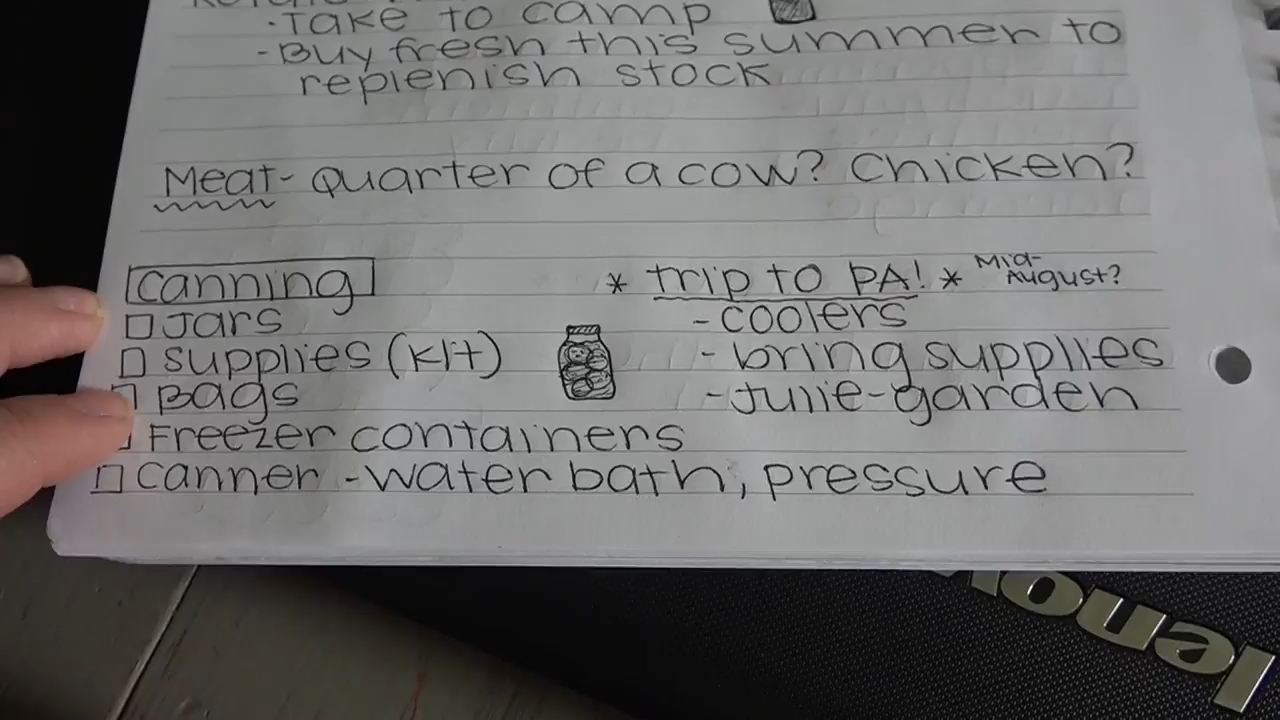 ·Take to camp
-Buy fresh this summer to
replenish stock
Meat- quarter of a cow? Chicken?
canning
Jars
supplies (kit)
Bags
Freezer containers
canner -water bath, pressure
* trip to PA! * Mid-August?
-coolers
-bring supplies
-Julie-garden
leno